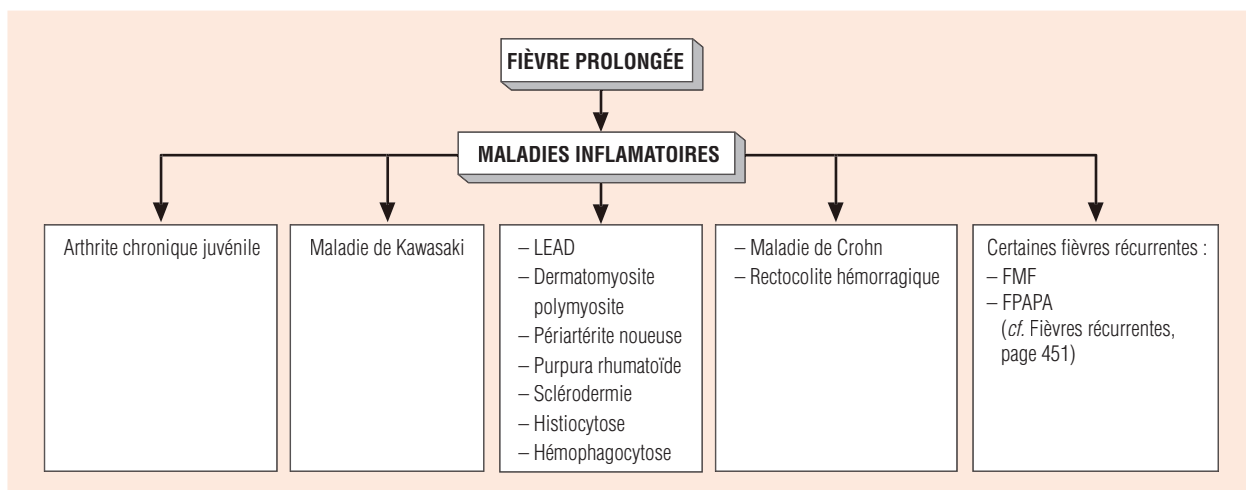 FIÈVRE PROLONGÉE
MALADIES INFLAMATOIRES
Arthrite chronique juvénile
Maladie de Kawasaki
– LEAD
– Dermatomyosite
polymyosite
– Périartérite noueuse
– Purpura rhumatoïde
– Sclérodermie
– Histiocytose
– Hémophagocytose
– Maladie de Crohn
– Rectocolite hémorragique
Certaines fièvres récurrentes :
– FMF
– FPAPA
(cf. Fièvres récurrentes,
page 451)